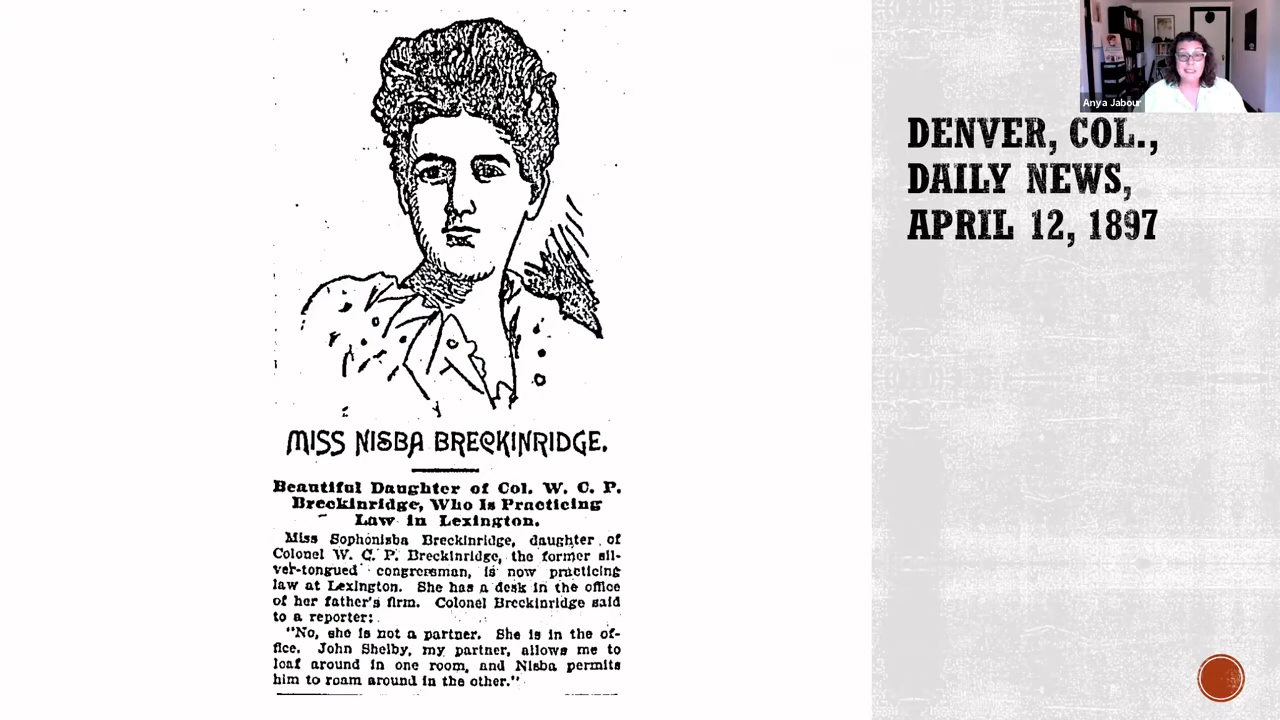 MISS NISBA BRECKINRIDGE.
Beautiful Daughter of Col. W. C. P.
Breckinridge, Who Is Practicing
Law in Lexington.
Miss Sophonisba Breckinridge, daughter of
Colonel W. C. P. Breckinridge, the former sil-
ver-tongued congressman, is now practicing
law at Lexington. She has a desk in the office
of her father's firm. Colonel Breckinridge said
to a reporter:
"No, she is not a partner. She is in the of-
fice. John Shelby, my partner, allows me to
loaf around in one room, and Nisba permits
him to roam around in the other."
Anya Jabour
DENVER, COL.,
DAILY NEWS,
APRIL 12, 1897